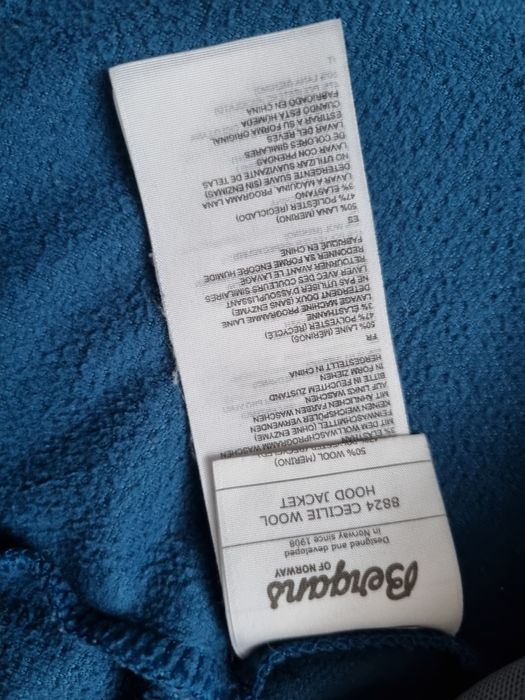 Bergans
OF NORWAY
Designed and developed
in Norway since 1908
8824 CECILIE WOOL
HOOD JACKET
50% WOOL (MERINO)
MIT DEM WOLLWASCHPROGRAMM WASCHEN
FEINWASCHMITTEL (OHNE ENZYME)
KEINEN WEICHSPÜLER VERWENDEN
MIT ÄHNLICHEN FARBEN WASCHEN
AUF LINKS WASCHEN
BITTE IN FEUCHTEM ZUSTAND
IN FORM ZIEHEN
HERGESTELLT IN CHINA
FR
50% LAINE (MERINOS)
47% POLYESTER (RECYCLÉ)
3% ÉLASTHANNE
LAVAGE MACHINE PROGRAMME LAINE
DÉTERGENT DOUX (SANS ENZYME)
NE PAS UTILISER D'ASSOUPLISSANT
LAVER AVEC COULEURS SIMILAIRES
RETOURNER AVANT LE LAVAGE
REDONNER SA FORME ENCORE HUMIDE
FABRIQUÉ EN CHINE
ES
50% LANA (MERINO)
47% POLIÉSTER (RECICLADO)
3% ELASTANO
LAVAR A MÁQUINA, PROGRAMA LANA
DETERGENTE SUAVE (SIN ENZIMAS)
NO UTILIZAR SUAVIZANTE DE TELAS
LAVAR CON PRENDAS
DE COLORES SIMILARES
LAVAR DEL REVÉS
ESTIRAR A SU FORMA ORIGINAL
CUANDO ESTÁ HÚMEDA
FABRICADO EN CHINA